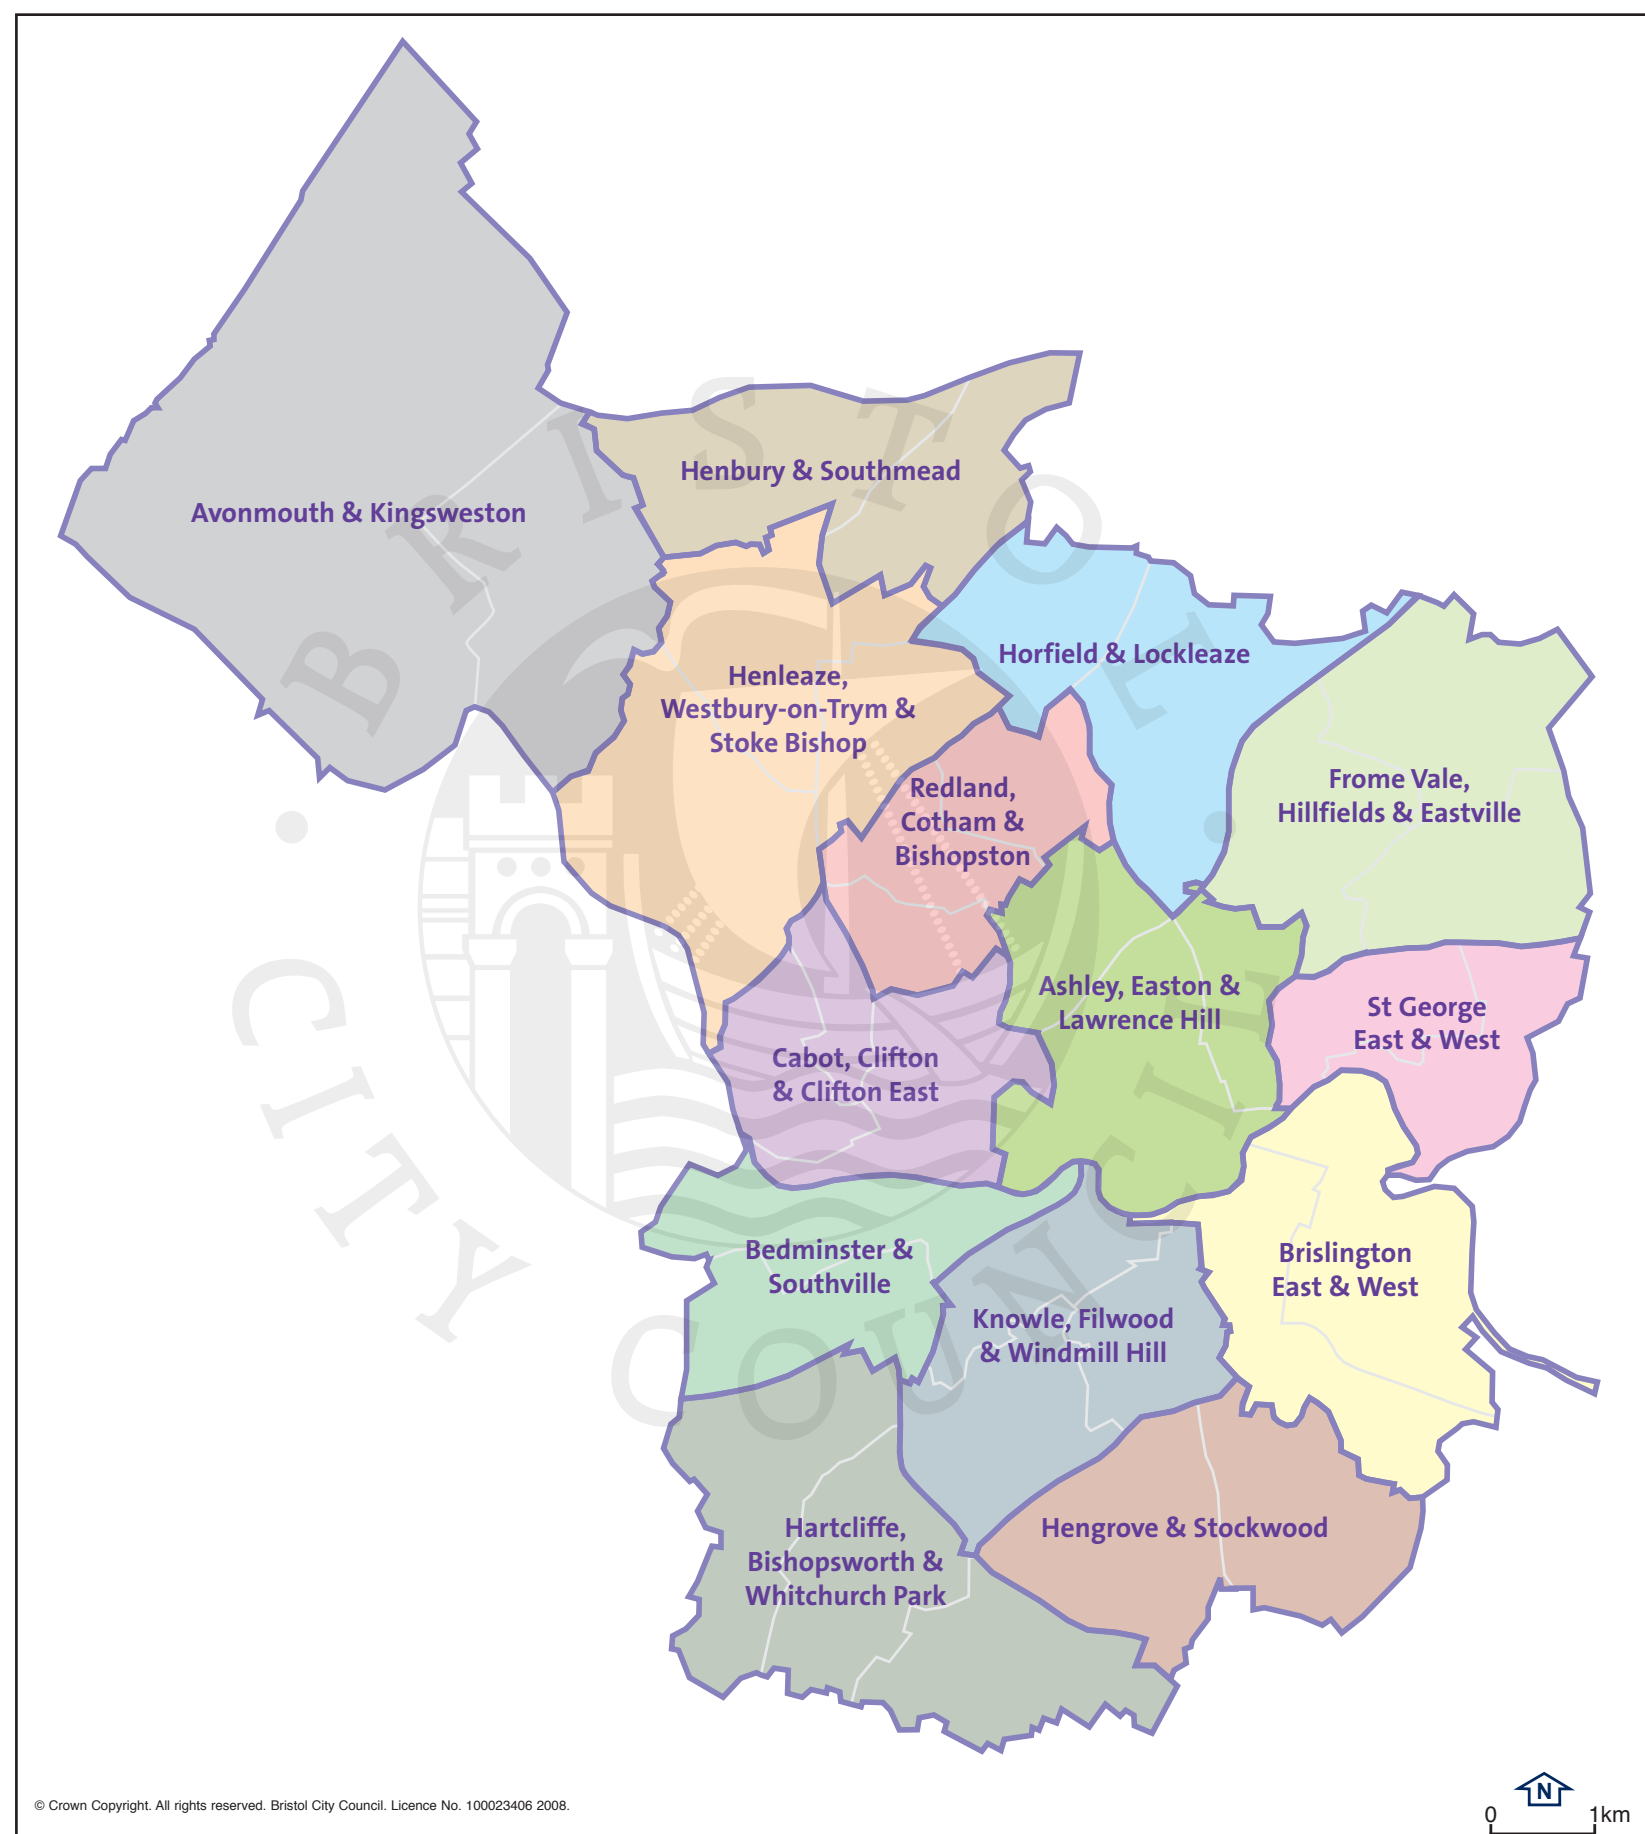 Avonmouth & Kingsweston
Henbury & Southmead
Horfield & Lockleaze
Henleaze,
Westbury-on-Trym &
Stoke Bishop
Redland,
Cotham &
Bishopston
Frome Vale,
Hillfields & Eastville
Ashley, Easton &
Lawrence Hill
St George
East & West
Cabot, Clifton
& Clifton East
Bedminster &
Southville
Brislington
East & West
Knowle, Filwood
& Windmill Hill
Hartcliffe,
Bishopsworth &
Whitchurch Park
Hengrove & Stockwood
· BRISTOL ·
CITY COUNCIL
© Crown Copyright. All rights reserved. Bristol City Council. Licence No. 100023406 2008.
N
0 1km